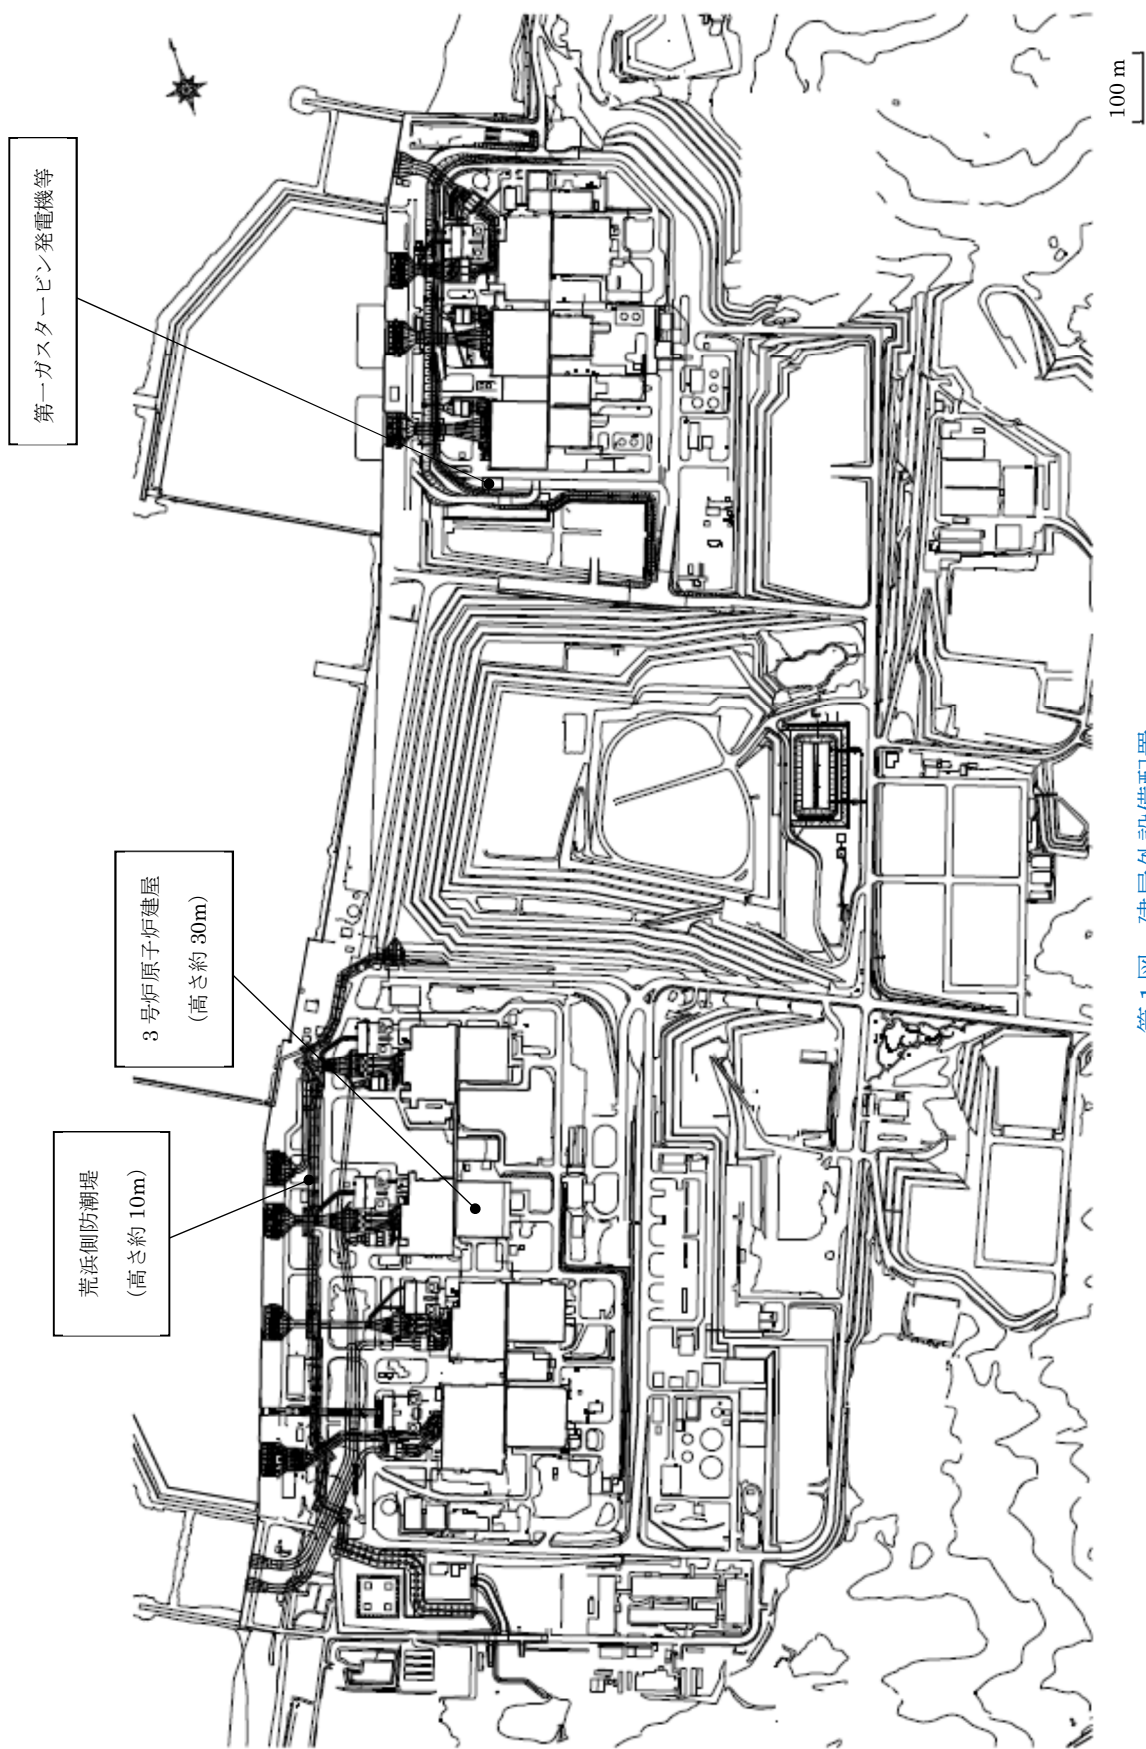 荒浜側防潮堤
(高さ約 10m)
3 号炉原子炉建屋
(高さ約 30m)
第一ガスタービン発電機等
100 m
第 1 図 建屋外設備配置